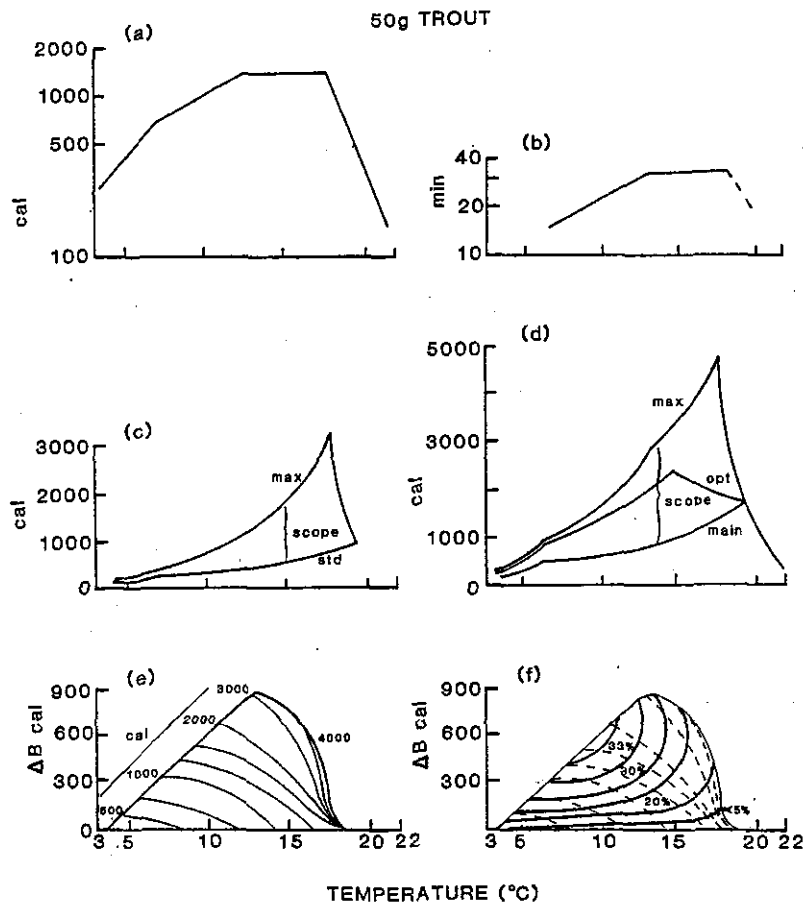 50g TROUT
(a)
2000
1000
500
100
cal
(b)
40
20
10
min
(c)
3000
2000
1000
0
cal
max
scope
std
(d)
5000
3000
1000
0
cal
max
opt
scope
main
(e)
900
600
300
0
ΔB cal
cal
500
1000
2000
3000
4000
3 5 10 15 20 22
(f)
900
600
300
ΔB cal
33%
30%
20%
<5%
3 5 10 15 20 22
TEMPERATURE (°C)